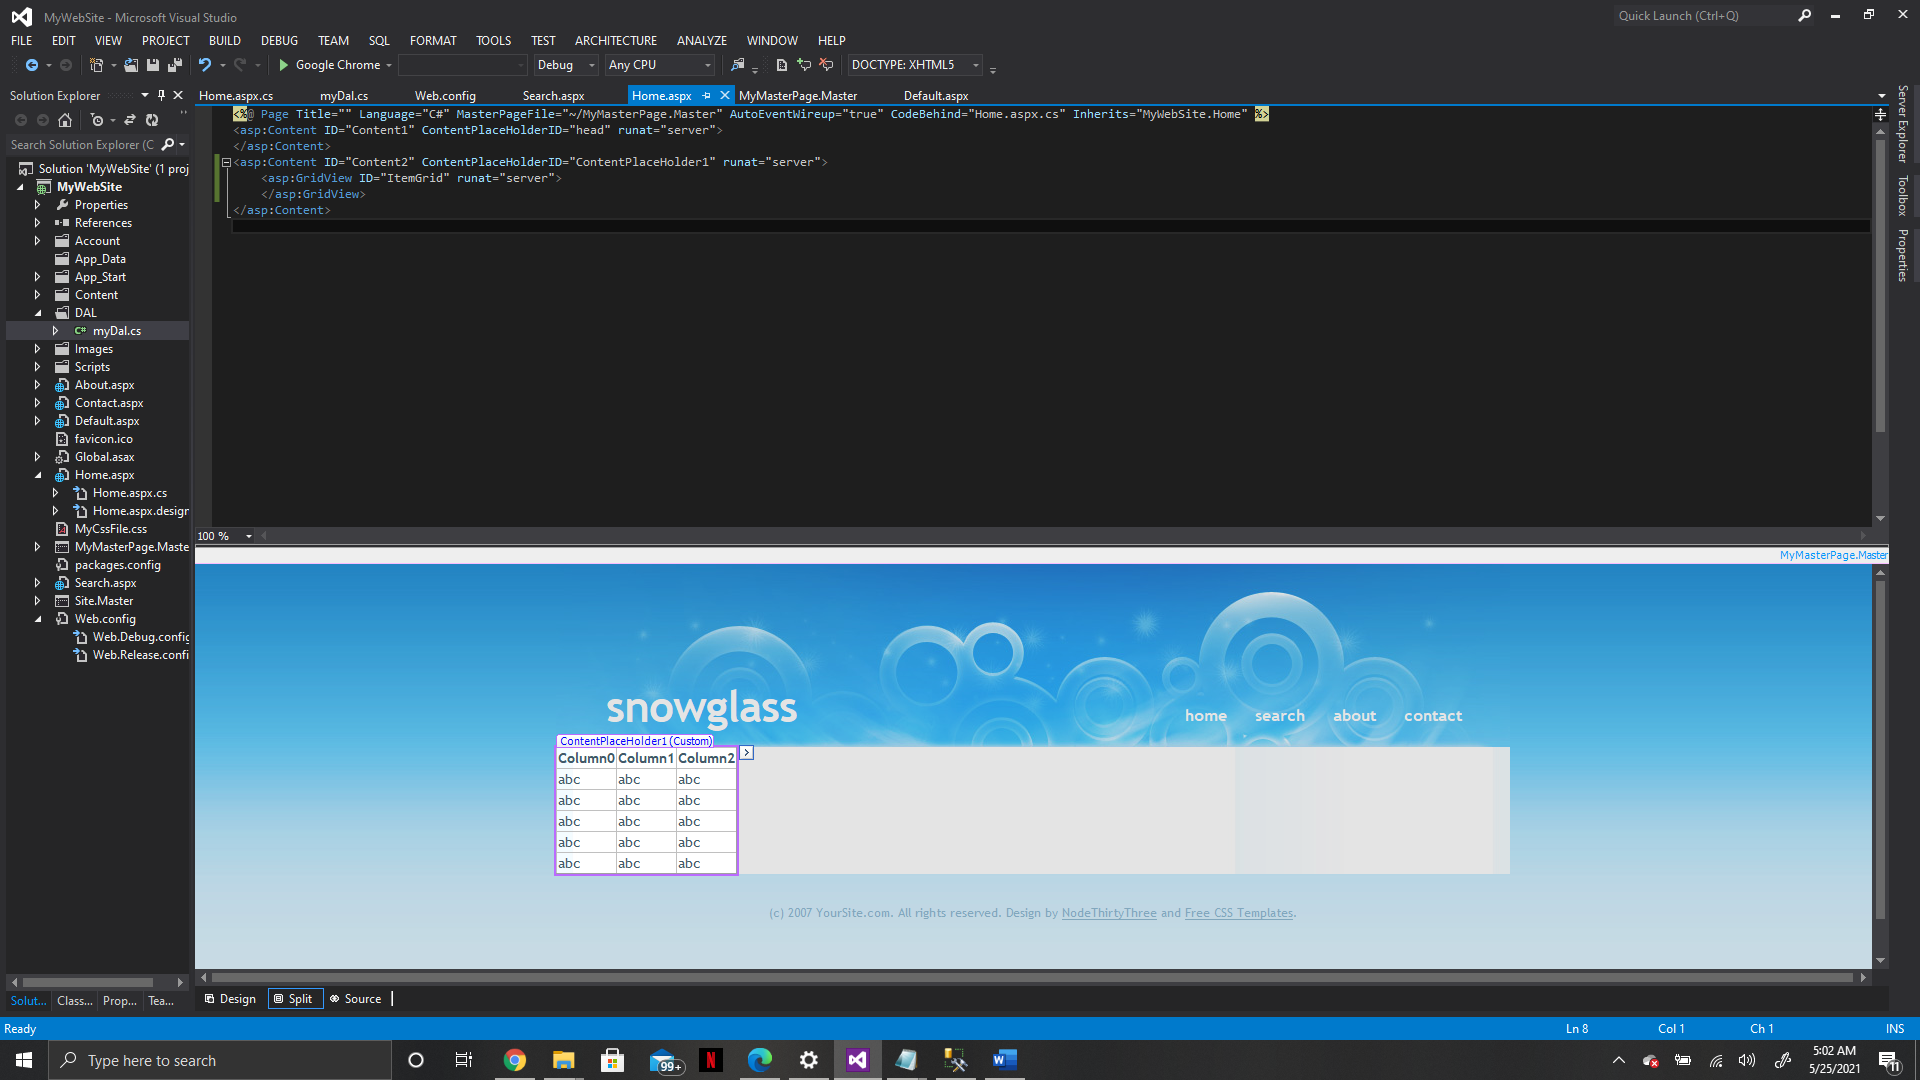 MyWebSite - Microsoft Visual Studio
Quick Launch (Ctrl+Q)
FILE EDIT VIEW PROJECT BUILD DEBUG TEAM SQL FORMAT TOOLS TEST ARCHITECTURE ANALYZE WINDOW HELP
Google Chrome Debug Any CPU DOCTYPE: XHTML5
Solution Explorer
Search Solution Explorer (C
Solution 'MyWebSite' (1 proj
MyWebSite
Properties
References
Account
App_Data
App_Start
Content
DAL
C# myDal.cs
Images
Scripts
About.aspx
Contact.aspx
Default.aspx
favicon.ico
Global.asax
Home.aspx
Home.aspx.cs
Home.aspx.desigr
MyCssFile.css
MyMasterPage.Maste
packages.config
Search.aspx
Site.Master
Web.config
Web.Debug.config
Web.Release.confi
Solut... Class... Prop... Tea...
Home.aspx.cs myDal.cs Web.config Search.aspx Home.aspx MyMasterPage.Master Default.aspx
<%@ Page Title="" Language="C#" MasterPageFile="~/MyMasterPage.Master" AutoEventWireup="true" CodeBehind="Home.aspx.cs" Inherits="MyWebSite.Home" %>
<asp:Content ID="Content1" ContentPlaceHolderID="head" runat="server">
</asp:Content>
<asp:Content ID="Content2" ContentPlaceHolderID="ContentPlaceHolder1" runat="server">
<asp:GridView ID="ItemGrid" runat="server">
</asp:GridView>
</asp:Content>
100 %
MyMasterPage.Master
snowglass
home search about contact
ContentPlaceHolder1 (Custom)
Column0 Column1 Column2
abc abc abc
abc abc abc
abc abc abc
abc abc abc
abc abc abc
(c) 2007 YourSite.com. All rights reserved. Design by NodeThirtyThree and Free CSS Templates.
Design Split Source
Server Explorer
Toolbox
Properties
Ready
Ln 8 Col 1 Ch 1 INS
Type here to search
99+
N
W
5:02 AM
5/25/2021
11